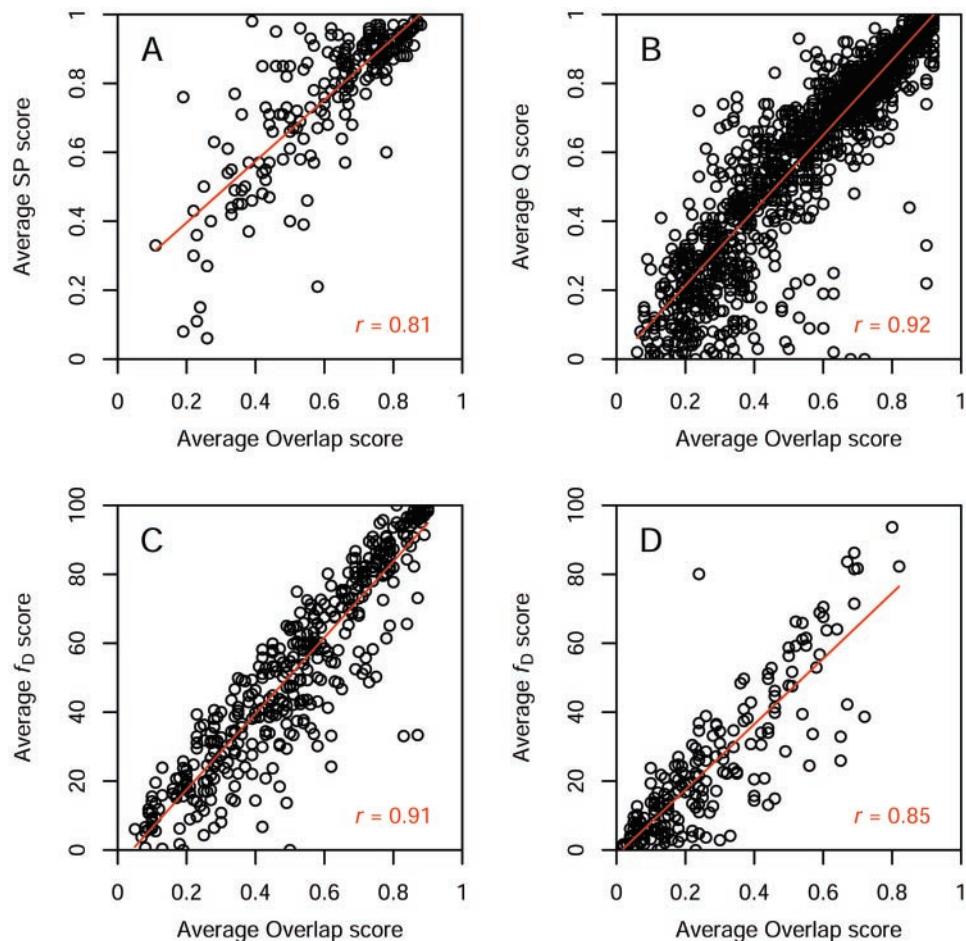 A
Average SP score
0 0.2 0.4 0.6 0.8 1
r = 0.81
0 0.2 0.4 0.6 0.8 1
Average Overlap score
B
Average Q score
0 0.2 0.4 0.6 0.8 1
r = 0.92
0 0.2 0.4 0.6 0.8 1
Average Overlap score
C
Average fD score
0 20 40 60 80 100
r = 0.91
0 0.2 0.4 0.6 0.8 1
Average Overlap score
D
Average fD score
0 20 40 60 80 100
r = 0.85
0 0.2 0.4 0.6 0.8 1
Average Overlap score